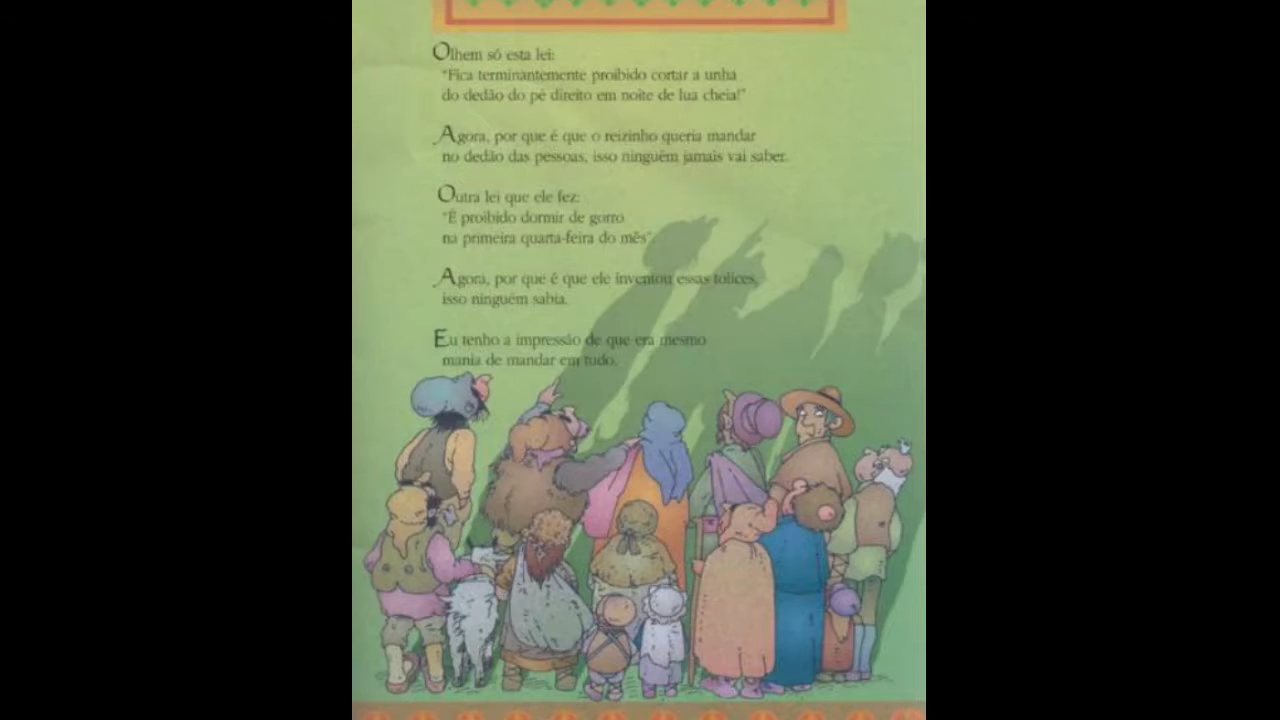 Olhem só esta lei:
"Fica terminantemente proibido cortar a unha
do dedão do pé direito em noite de lua cheia!"
Agora, por que é que o reizinho queria mandar
no dedão das pessoas, isso ninguém jamais vai saber.
Outra lei que ele fez:
"É proibido dormir de gorro
na primeira quarta-feira do mês".
Agora, por que é que ele inventou essas tolices,
isso ninguém sabia.
Eu tenho a impressão de que era mesmo
mania de mandar em tudo.